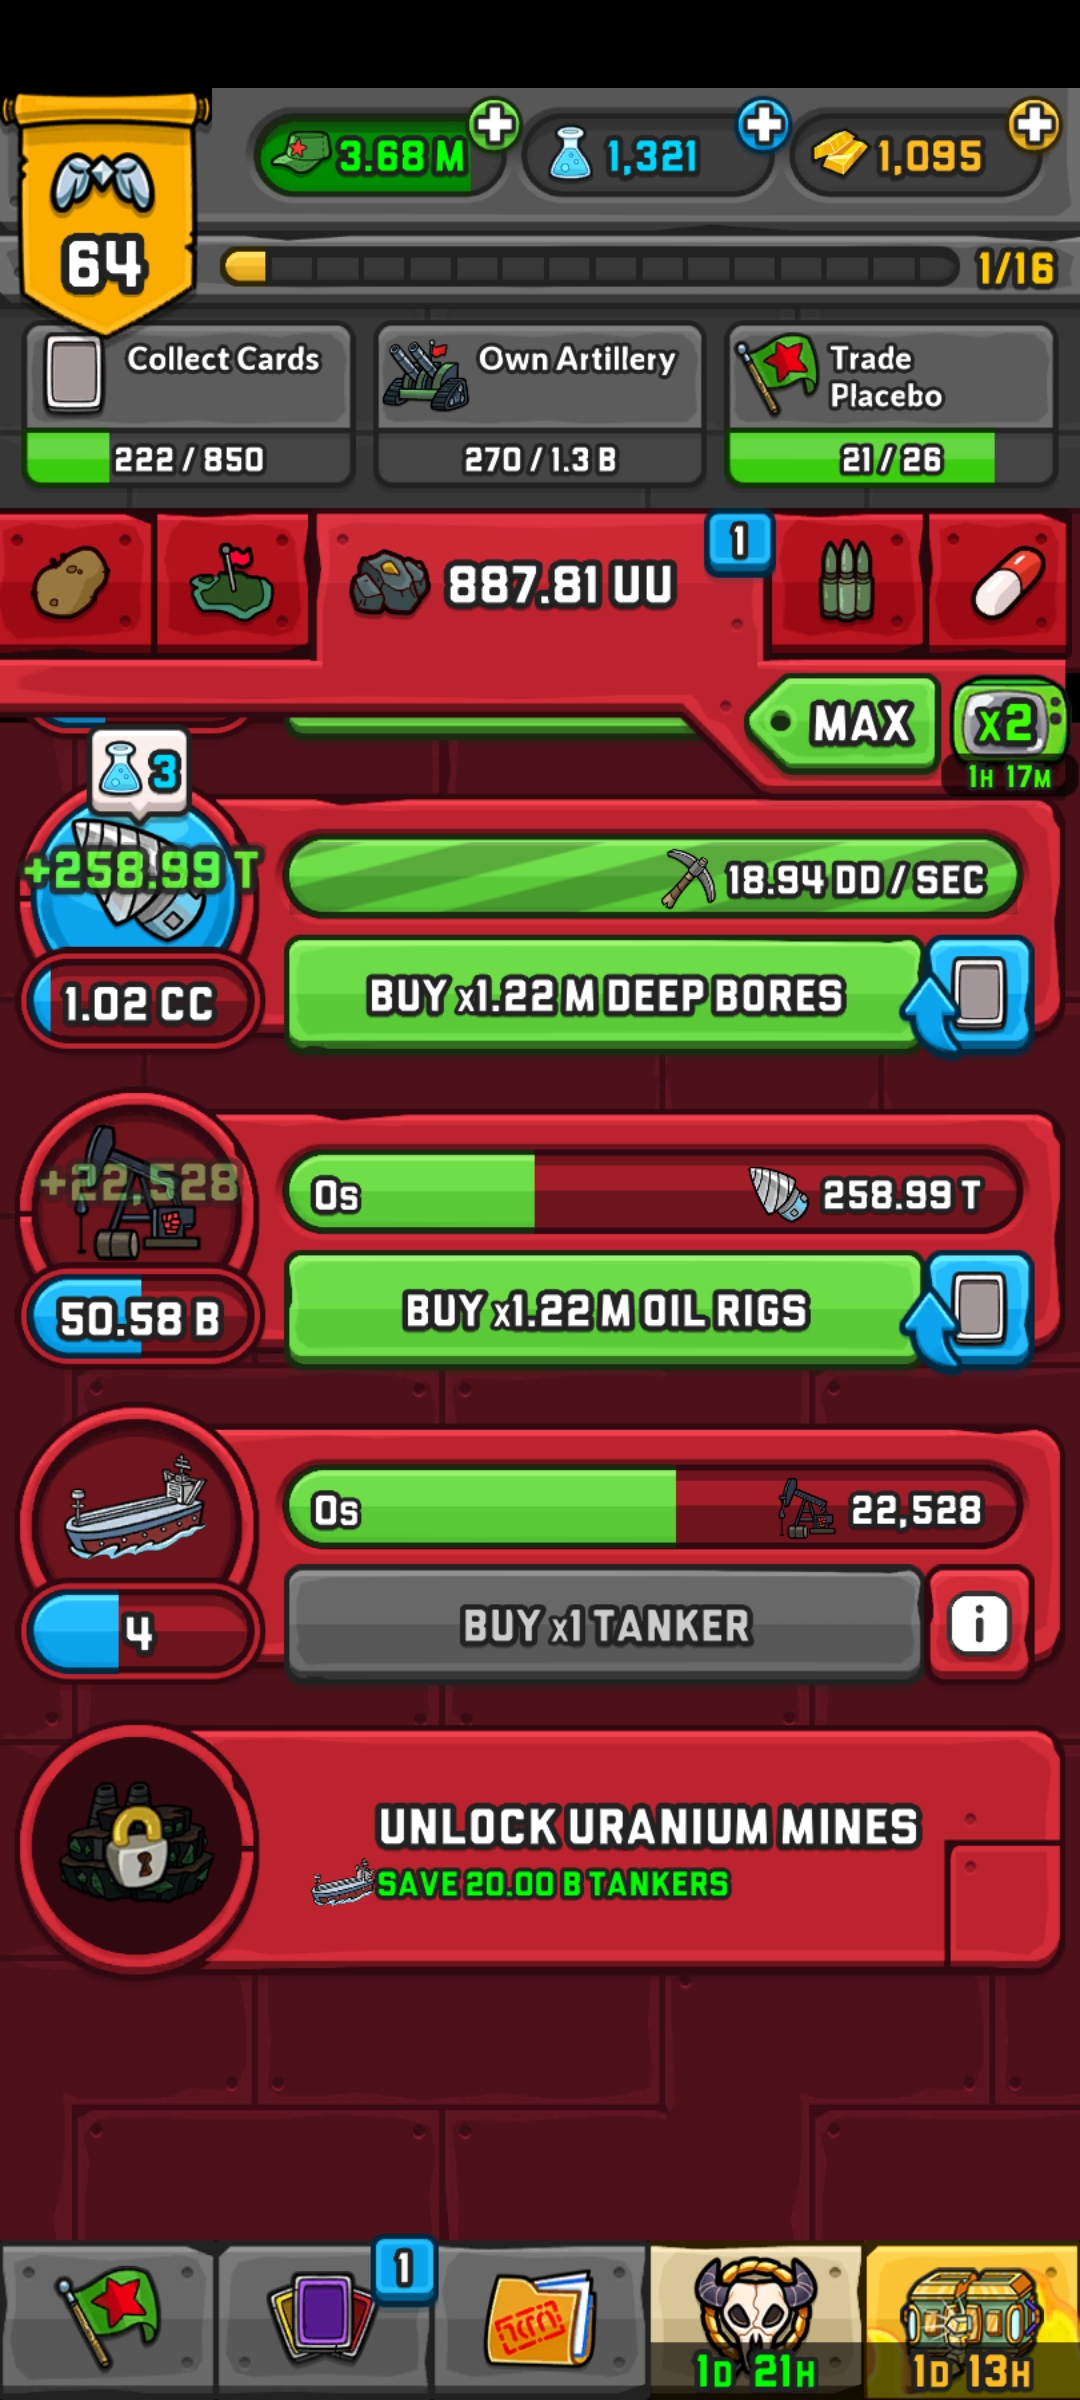 3.68 M
1,321
1,095
64
1/16
Collect Cards
222 / 850
Own Artillery
270 / 1.3 B
Trade
Placebo
21 / 26
887.81 UU
1
MAX
x2
1H 17M
3
+258.99 T
18.94 DD / SEC
1.02 CC
BUY x1.22 M DEEP BORES
+22,528
0s
258.99 T
50.58 B
BUY x1.22 M OIL RIGS
0s
22,528
4
BUY x1 TANKER
i
UNLOCK URANIUM MINES
SAVE 20.00 B TANKERS
1
1D 21H
1D 13H